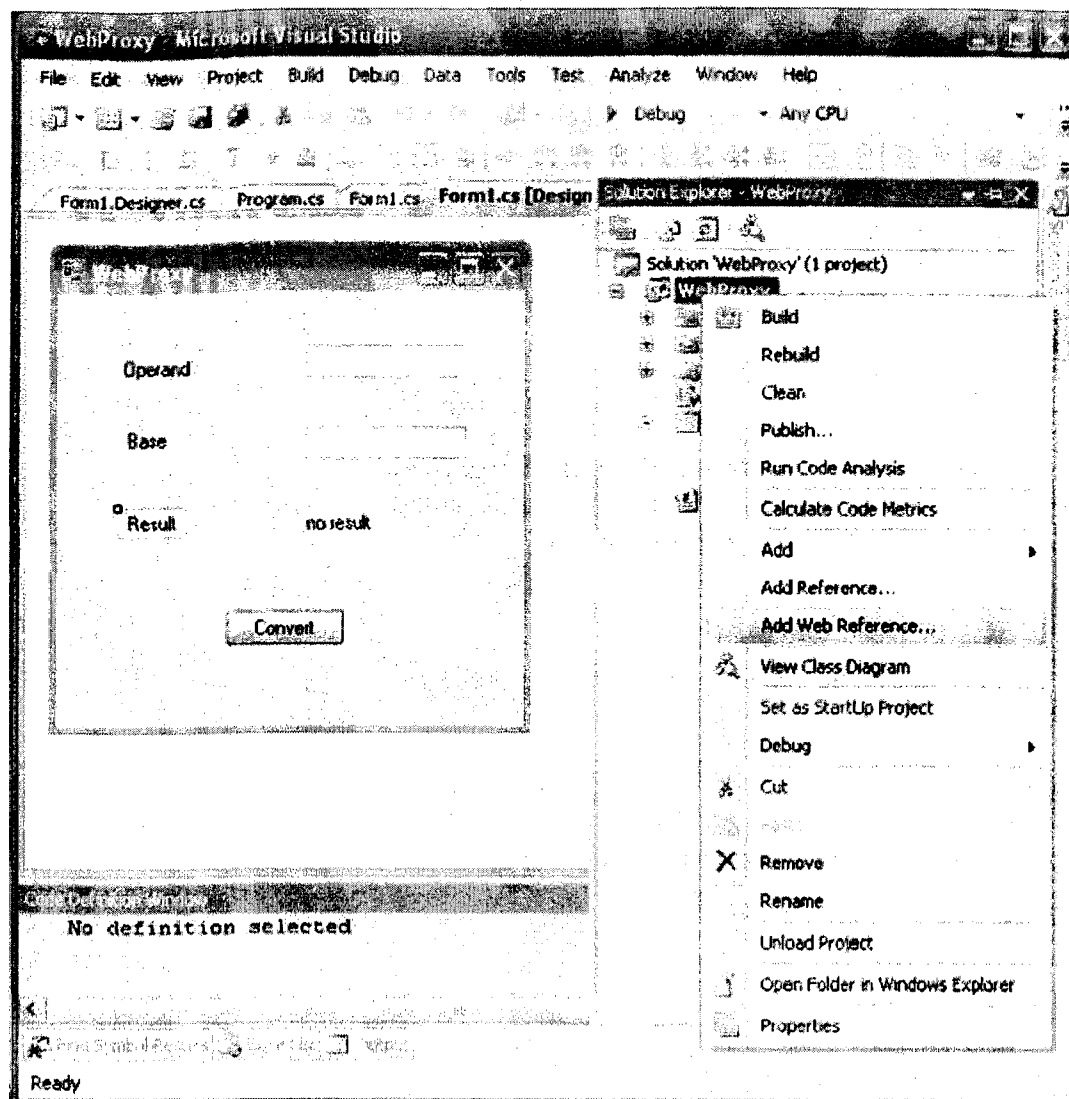 WebProxy - Microsoft Visual Studio
File Edit View Project Build Debug Data Tools Test Analyze Window Help
Debug Any CPU
Form1.Designer.cs Program.cs Form1.cs Form1.cs [Design
Solution Explorer - WebProxy
Solution 'WebProxy' (1 project)
WebProxy
WebProxy
Operand
Base
Result no result
Convert
Build
Rebuild
Clean
Publish...
Run Code Analysis
Calculate Code Metrics
Add
Add Reference...
Add Web Reference...
View Class Diagram
Set as StartUp Project
Debug
Cut
Paste
Remove
Rename
Unload Project
Open Folder in Windows Explorer
Properties
Code Definition Window
No definition selected
Ready